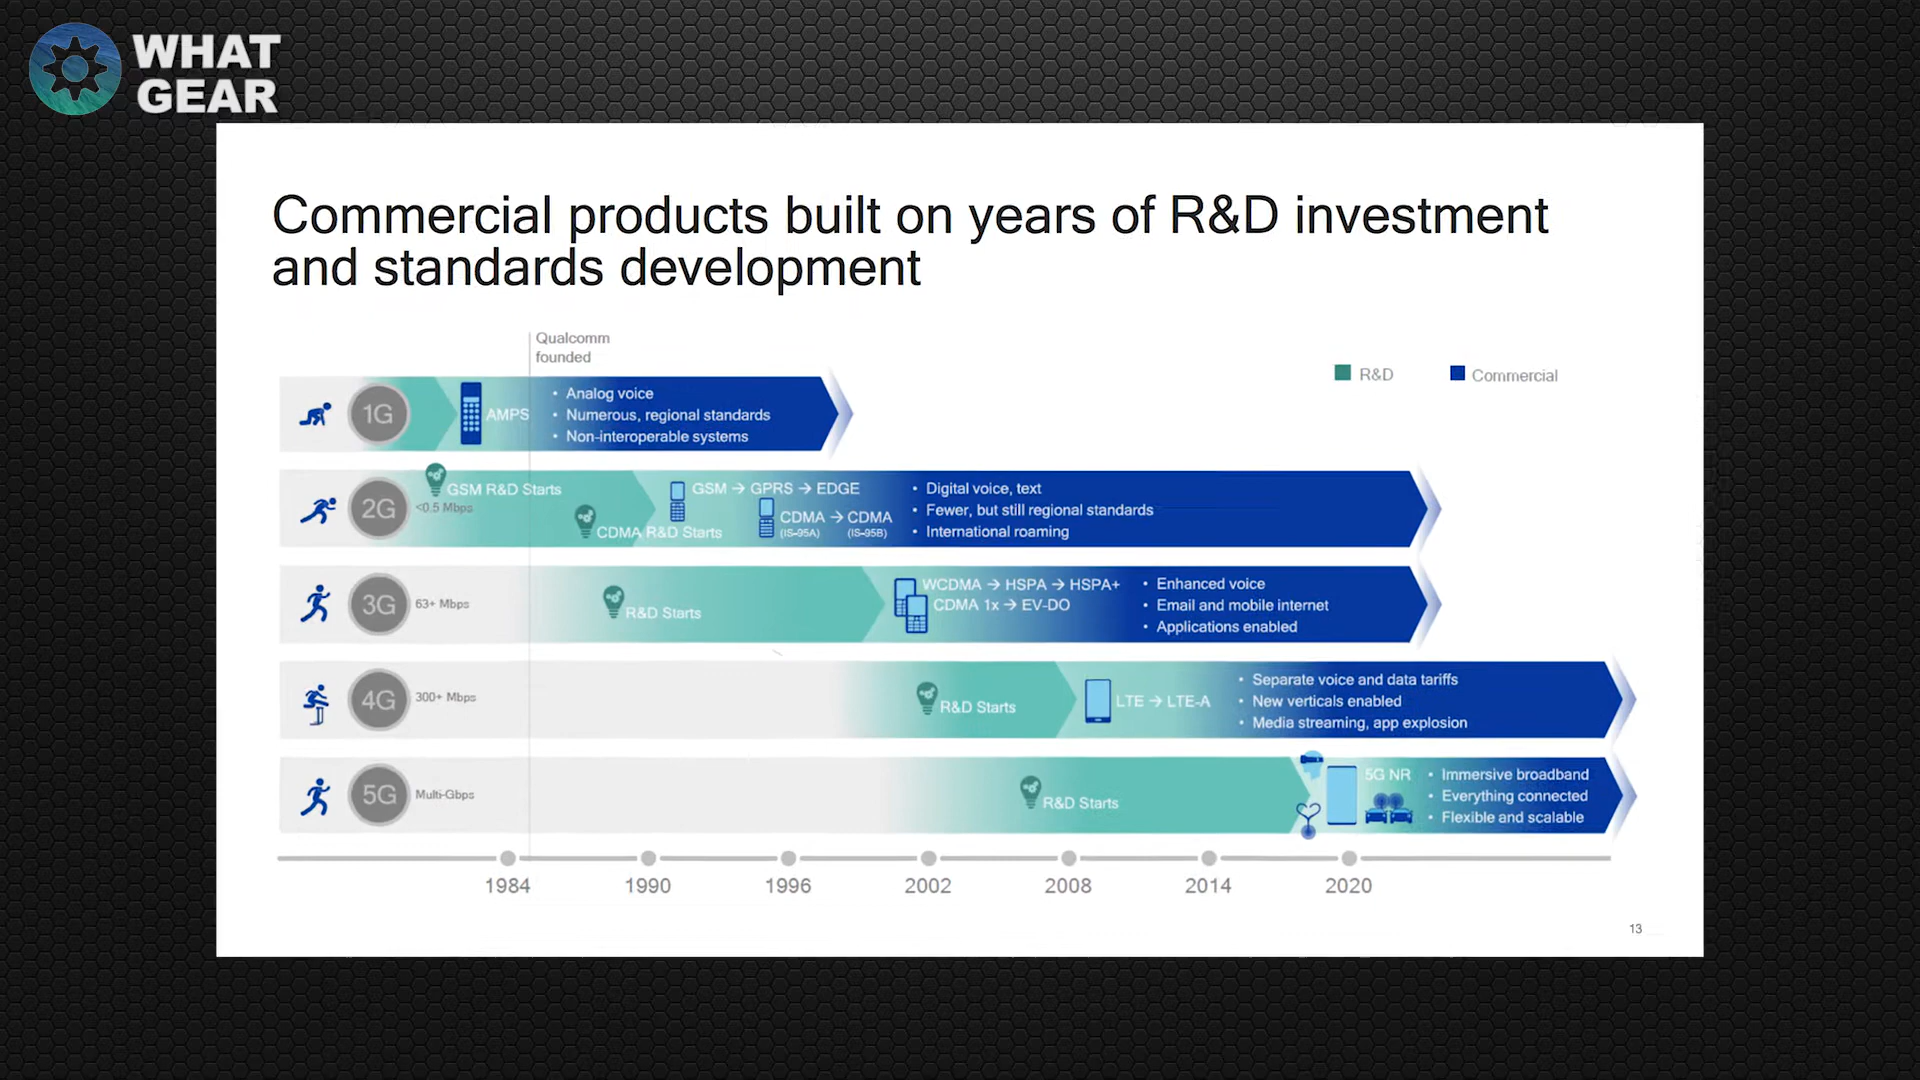 WHAT
GEAR
Commercial products built on years of R&D investment
and standards development
Qualcomm
founded
R&D
Commercial
1G
AMPS
• Analog voice
• Numerous, regional standards
• Non-interoperable systems
2G
<0.5 Mbps
GSM R&D Starts
CDMA R&D Starts
GSM → GPRS → EDGE
CDMA → CDMA
(IS-95A) (IS-95B)
• Digital voice, text
• Fewer, but still regional standards
• International roaming
3G
63+ Mbps
R&D Starts
WCDMA → HSPA → HSPA+
CDMA 1x → EV-DO
• Enhanced voice
• Email and mobile internet
• Applications enabled
4G
300+ Mbps
R&D Starts
LTE → LTE-A
• Separate voice and data tariffs
• New verticals enabled
• Media streaming, app explosion
5G
Multi-Gbps
R&D Starts
5G NR
• Immersive broadband
• Everything connected
• Flexible and scalable
1984 1990 1996 2002 2008 2014 2020
13